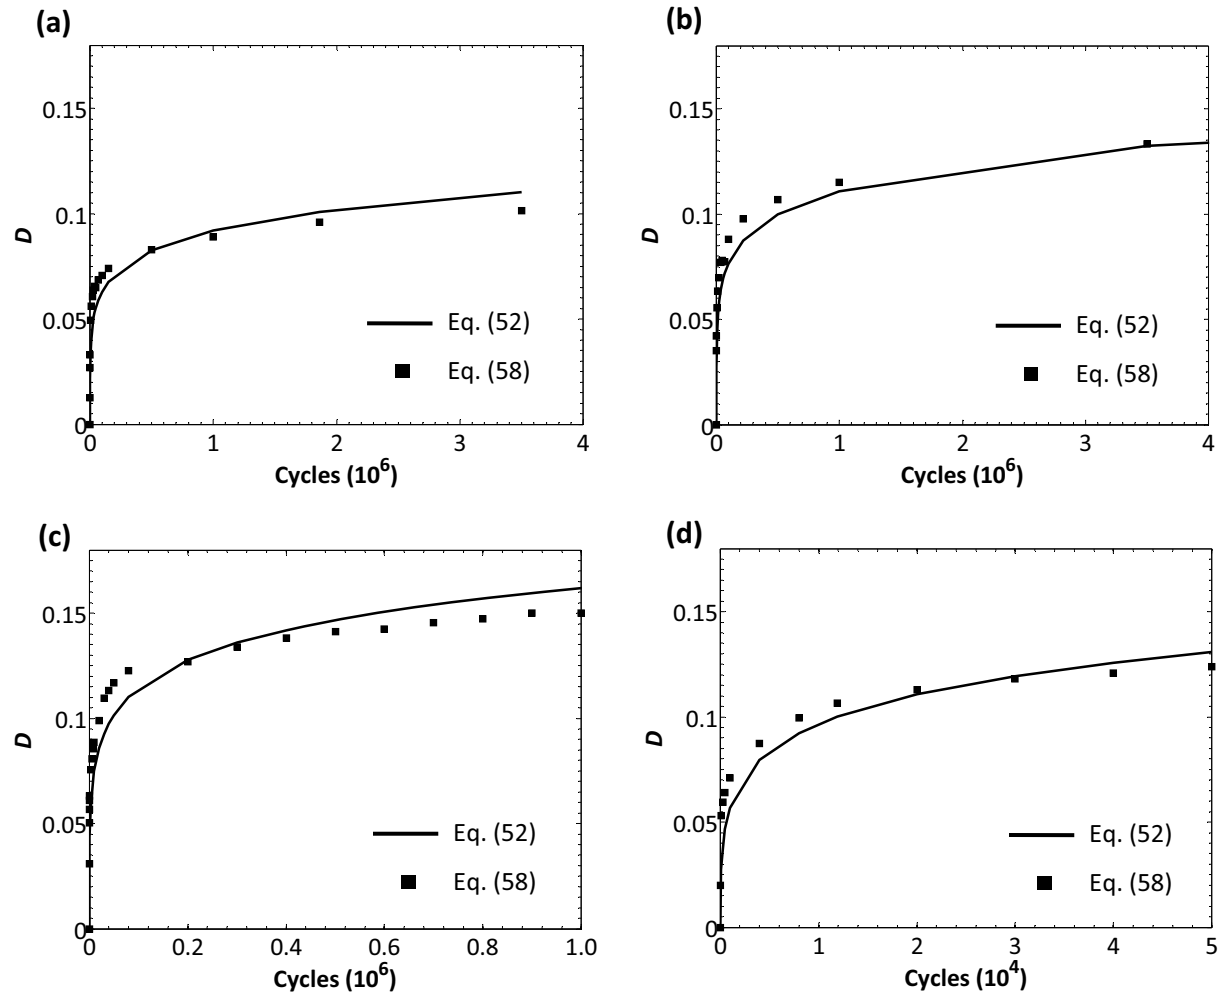 (a)
0.15
0.1
D
0.05
0
Eq. (52)
Eq. (58)
0 1 2 3 4
Cycles (10^6)
(b)
0.15
0.1
D
0.05
0
Eq. (52)
Eq. (58)
0 1 2 3 4
Cycles (10^6)
(c)
0.15
0.1
D
0.05
0
Eq. (52)
Eq. (58)
0 0.2 0.4 0.6 0.8 1.0
Cycles (10^6)
(d)
0.15
0.1
D
0.05
0
Eq. (52)
Eq. (58)
0 1 2 3 4 5
Cycles (10^4)